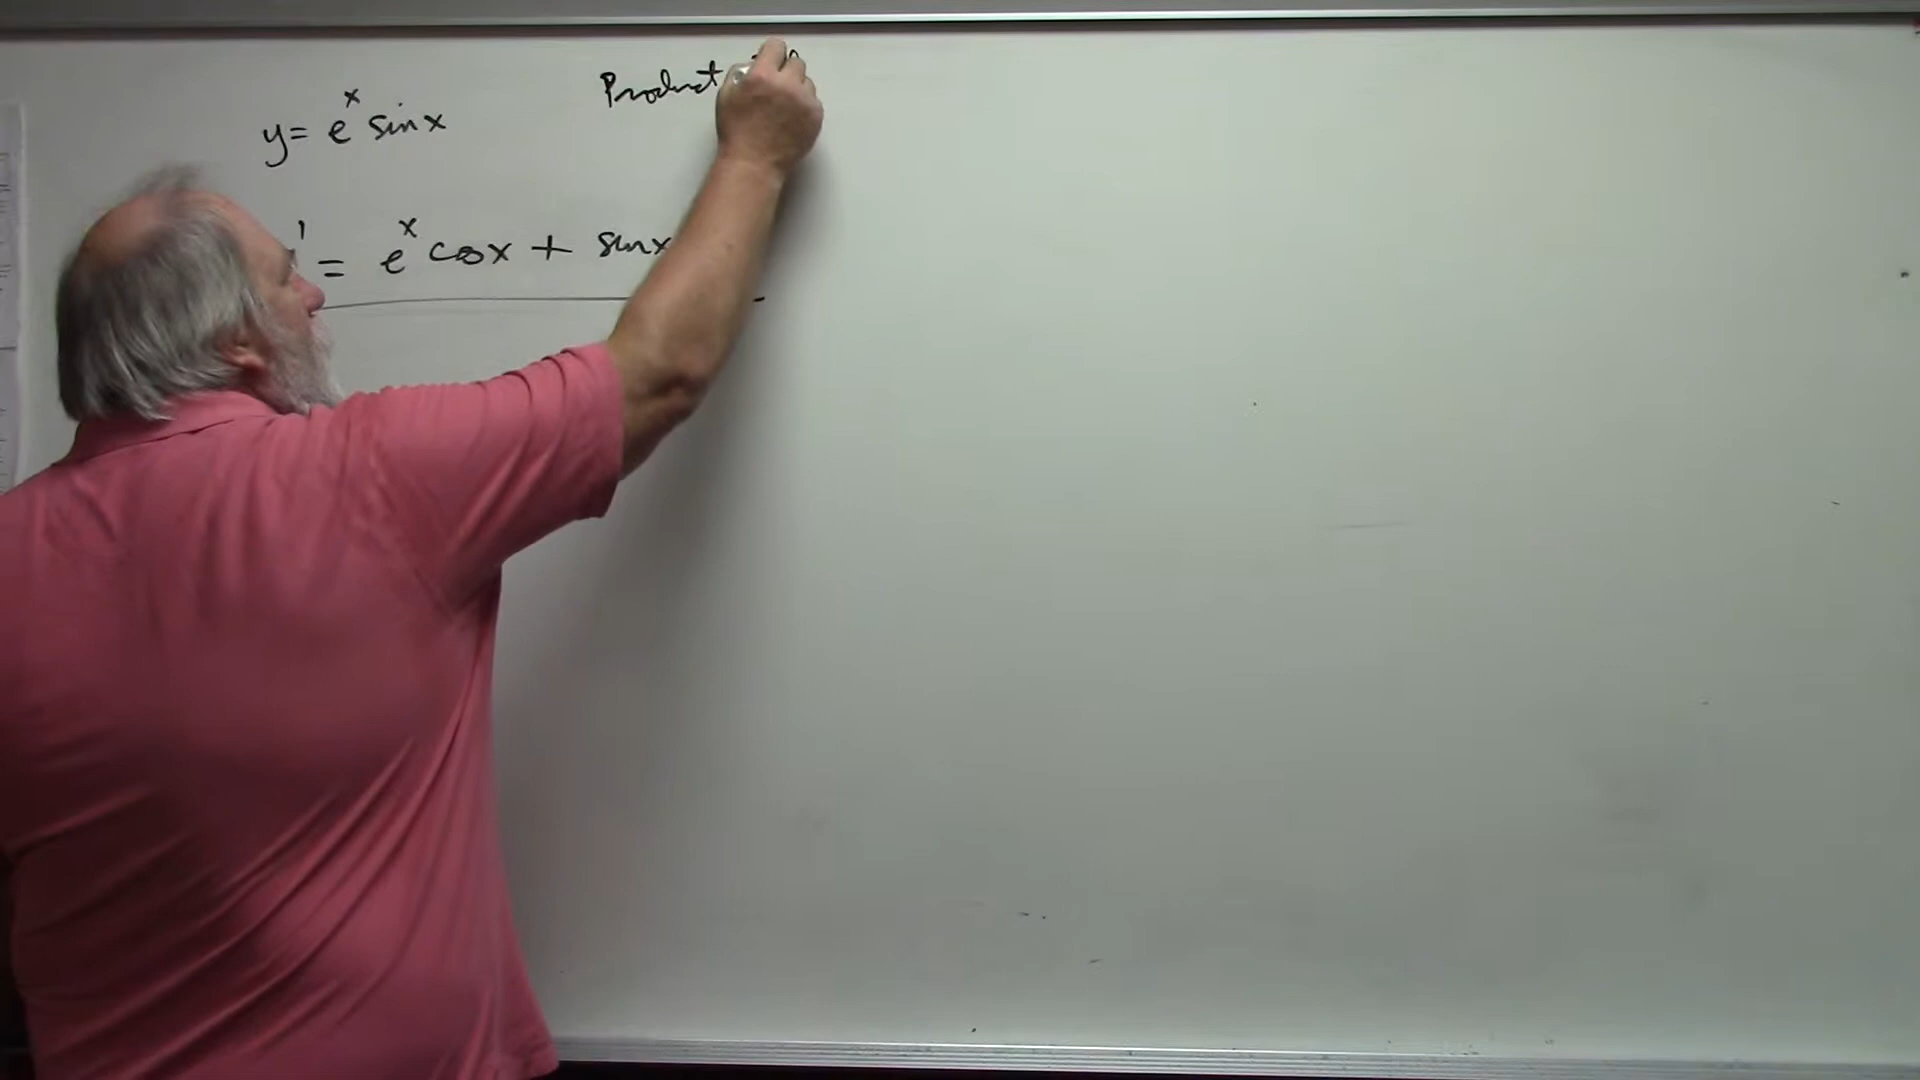 Product
y = e^x sin x
' = e^x cos x + sin x